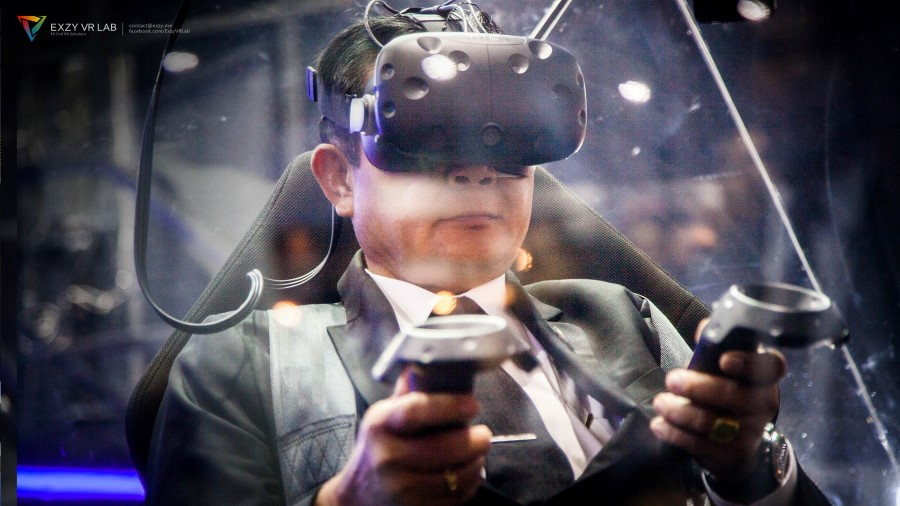 EXZY VR LAB
contact@exzy.me
facebook.com/ExzyVRLab